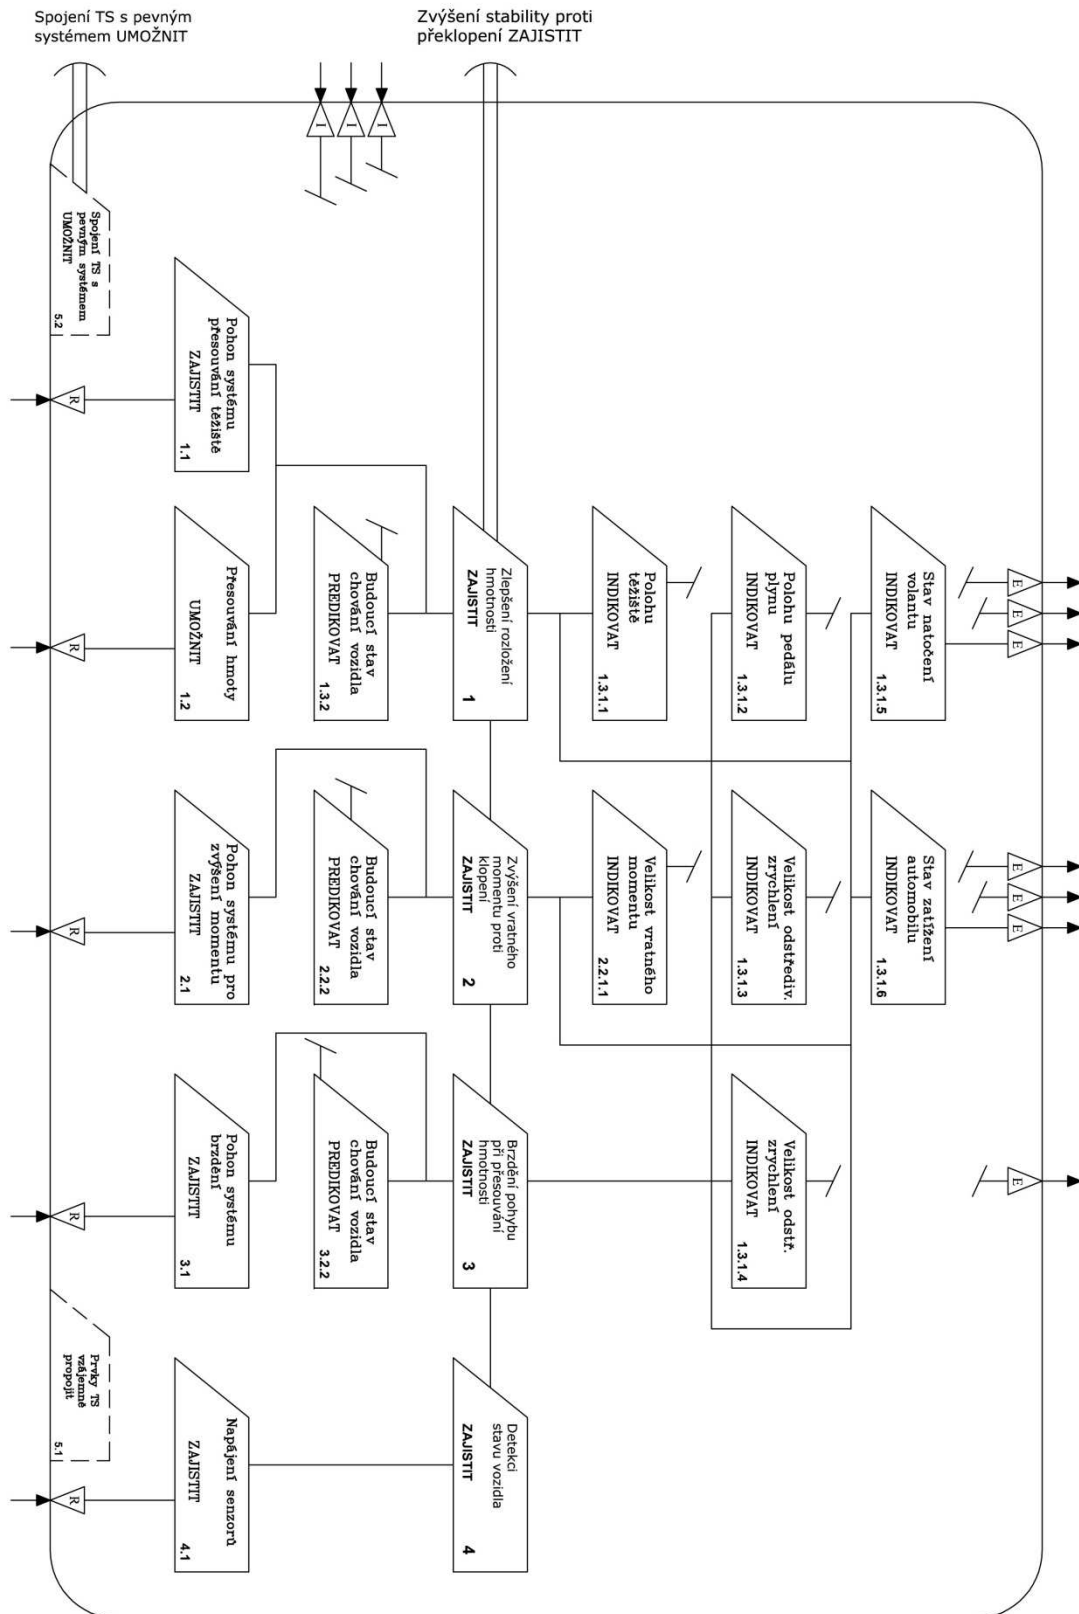 Spojení TS s pevným
systémem UMOŽNIT
Zvýšení stability proti
překlopení ZAJISTIT
I
I
I
Spojení TS s
pevným systémem
UMOŽNIT
5.2
Pohon systému
přesouvání těžiště
ZAJISTIT
1.1
R
Přesouvání hmoty
UMOŽNIT
1.2
R
Budoucí stav
chování vozidla
PREDIKOVAT
1.3.2
Zlepšení rozložení
hmotnosti
ZAJISTIT
1
Polohu
těžiště
INDIKOVAT
1.3.1.1
Polohu pedálu
plynu
INDIKOVAT
1.3.1.2
Stav natočení
volantu
INDIKOVAT
1.3.1.5
E
E
E
Pohon systému pro
zvýšení momentu
ZAJISTIT
2.1
R
Budoucí stav
chování vozidla
PREDIKOVAT
2.2.2
Zvýšení vratného
momentu proti
klopení
ZAJISTIT
2
Velikost vratného
momentu
INDIKOVAT
2.2.1.1
Velikost odstřediv.
zrychlení
INDIKOVAT
1.3.1.3
Stav zatížení
automobilu
INDIKOVAT
1.3.1.6
E
E
E
Pohon systému
brzdění
ZAJISTIT
3.1
R
Budoucí stav
chování vozidla
PREDIKOVAT
3.2.2
Brzdění pohybu
při přesouvání
hmotnosti
ZAJISTIT
3
Velikost odstř.
zrychlení
INDIKOVAT
1.3.1.4
E
Prvky TS
vzájemně
propojit
5.1
Napájení senzorů
ZAJISTIT
4.1
R
Detekci
stavu vozidla
ZAJISTIT
4